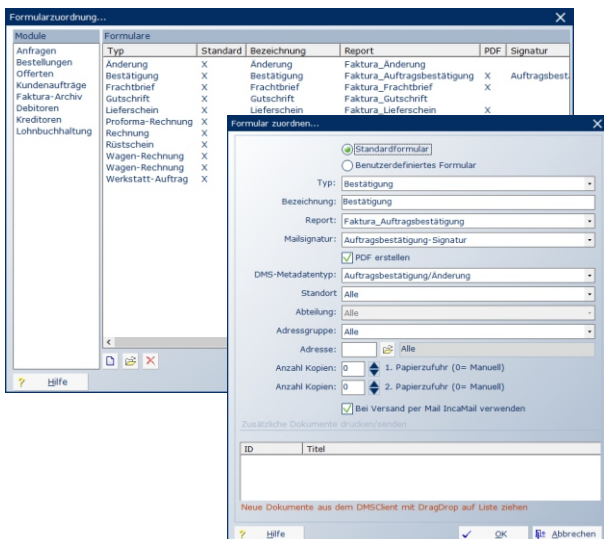 Formularzuordnung...
Module
Anfragen
Bestellungen
Offerten
Kundenaufträge
Faktura-Archiv
Debitoren
Kreditoren
Lohnbuchhaltung
Formulare
Typ Standard Bezeichnung Report PDF Signatur
Änderung X Änderung Faktura_Änderung
Bestätigung X Bestätigung Faktura_Auftragsbestätigung X Auftragsbest.
Frachtbrief X Frachtbrief Faktura_Frachtbrief X
Gutschrift X Gutschrift Faktura_Gutschrift
Lieferschein X Lieferschein Faktura_Lieferschein X
Proforma-Rechnung X
Rechnung X
Rüstschein X
Wagen-Rechnung X
Wagen-Rechnung X
Werkstatt-Auftrag X
? Hilfe
Formular zuordnen...
Standardformular
Benutzerdefiniertes Formular
Typ: Bestätigung
Bezeichnung: Bestätigung
Report: Faktura_Auftragsbestätigung
Mailsignatur: Auftragsbestätigung-Signatur
PDF erstellen
DMS-Metadatentyp: Auftragsbestätigung/Änderung
Standort Alle
Abteilung: Alle
Adressgruppe: Alle
Adresse: Alle
Anzahl Kopien: 0 1. Papierzufuhr (0= Manuell)
Anzahl Kopien: 0 2. Papierzufuhr (0= Manuell)
Bei Versand per Mail IncaMail verwenden
Zusätzliche Dokumente drucken/senden
ID Titel
Neue Dokumente aus dem DMSClient mit DragDrop auf Liste ziehen
? Hilfe OK Abbrechen